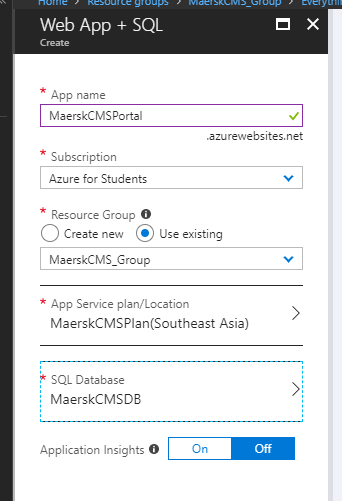 Home > Resource groups > MaerskCMS_Group > Everything
Web App + SQL
Create
* App name
MaerskCMSPortal
.azurewebsites.net
* Subscription
Azure for Students
* Resource Group
Create new Use existing
MaerskCMS_Group
* App Service plan/Location
MaerskCMSPlan(Southeast Asia)
* SQL Database
MaerskCMSDB
Application Insights On Off